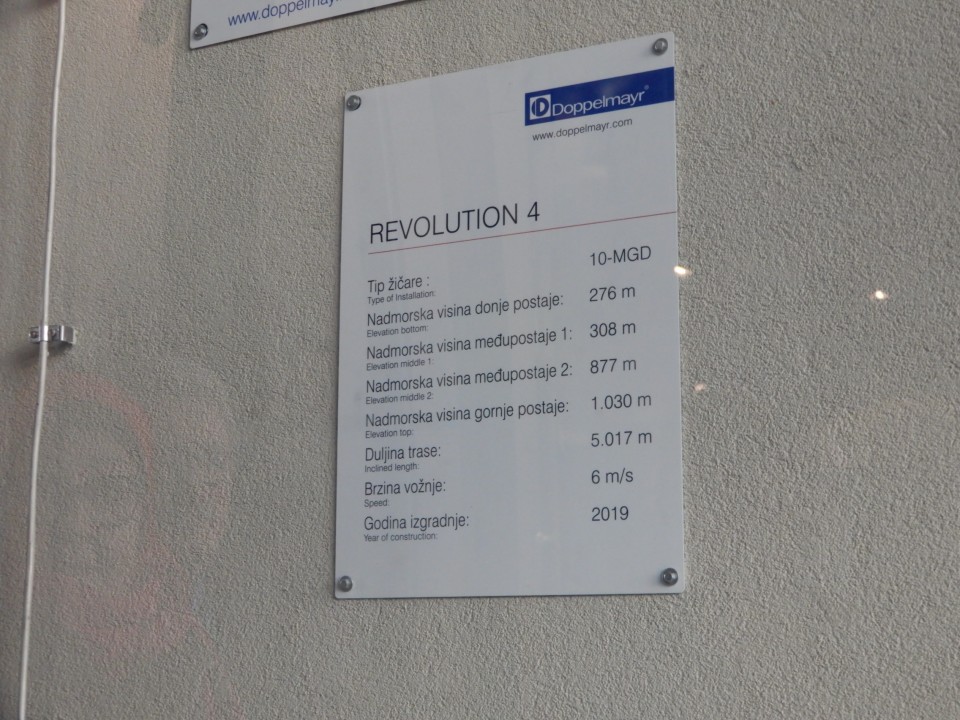 www.doppelmayr.
Doppelmayr®
www.doppelmayr.com
REVOLUTION 4
Tip žičare : 10-MGD
Type of Installation:
Nadmorska visina donje postaje: 276 m
Elevation bottom:
Nadmorska visina međupostaje 1: 308 m
Elevation middle 1:
Nadmorska visina međupostaje 2: 877 m
Elevation middle 2:
Nadmorska visina gornje postaje: 1.030 m
Elevation top:
Duljina trase: 5.017 m
Inclined length:
Brzina vožnje: 6 m/s
Speed:
Godina izgradnje: 2019
Year of construction: